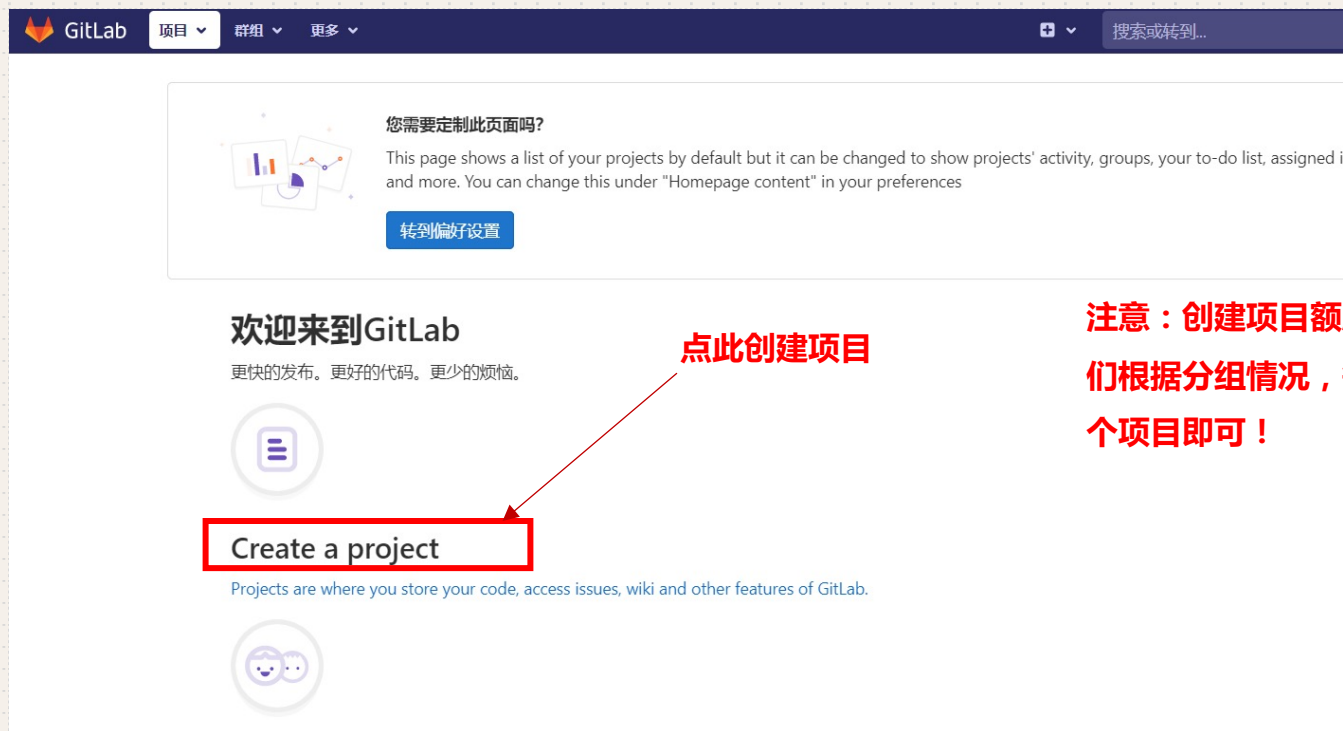 GitLab 项目 群组 更多 搜索或转到...
您需要定制此页面吗?
This page shows a list of your projects by default but it can be changed to show projects' activity, groups, your to-do list, assigned i
and more. You can change this under "Homepage content" in your preferences
转到偏好设置
欢迎来到GitLab
更快的发布。更好的代码。更少的烦恼。
点此创建项目
注意：创建项目额
们根据分组情况，
个项目即可！
Create a project
Projects are where you store your code, access issues, wiki and other features of GitLab.